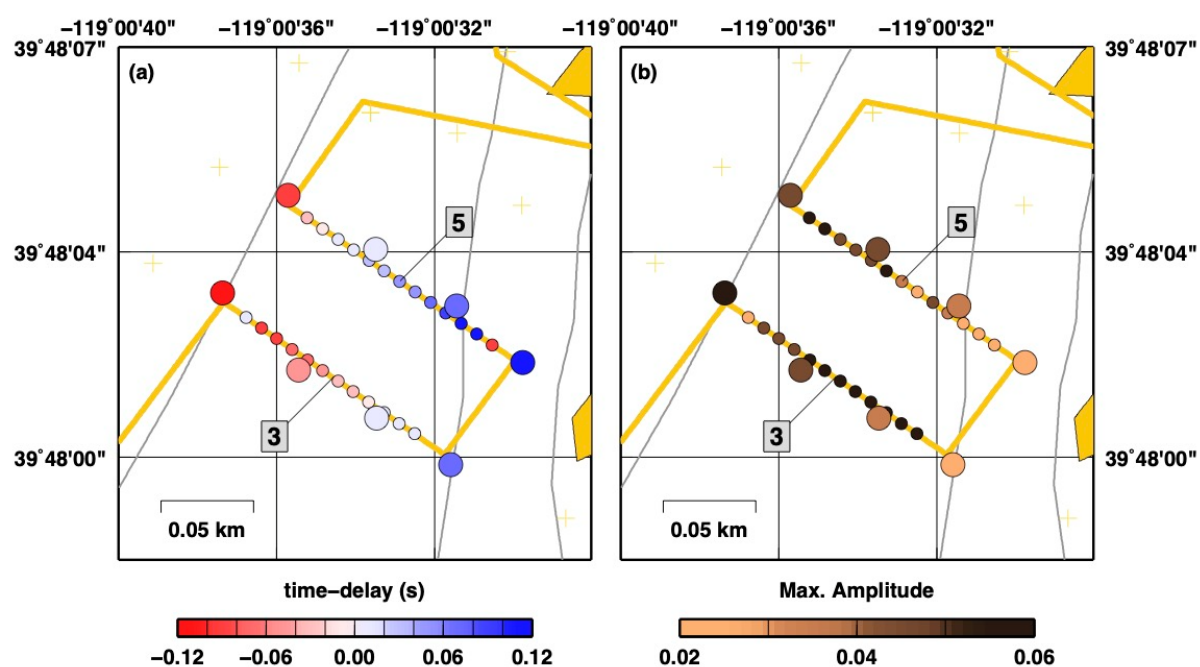 −119˚00'40" −119˚00'36" −119˚00'32" −119˚00'40" −119˚00'36" −119˚00'32"
39˚48'07" (a) (b) 39˚48'07"
5 5
39˚48'04" 39˚48'04"
3 3
39˚48'00" 39˚48'00"
0.05 km 0.05 km
time−delay (s) Max. Amplitude
−0.12 −0.06 0.00 0.06 0.12 0.02 0.04 0.06